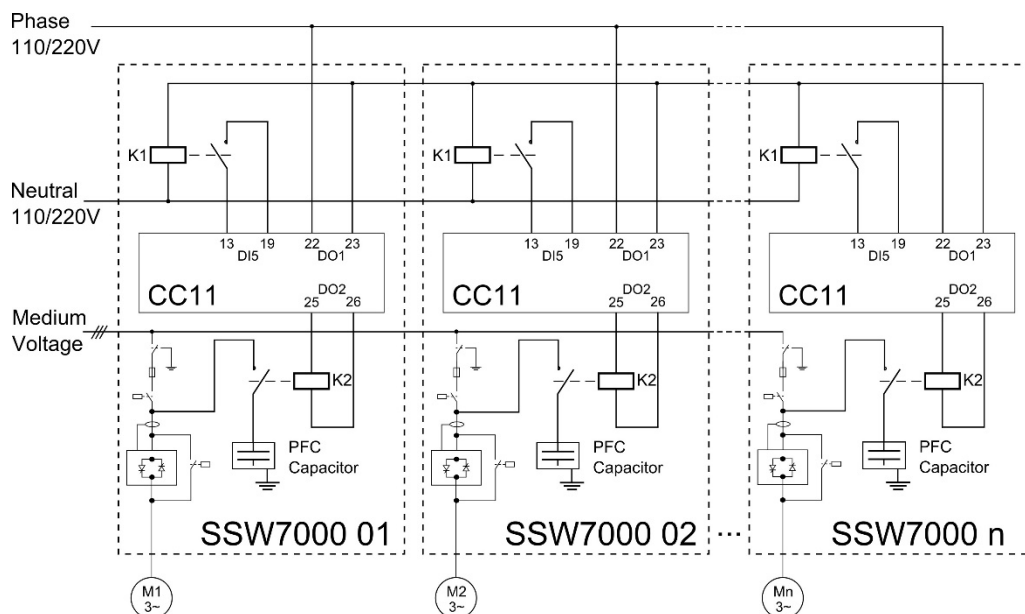 Phase
110/220V
K1
K1
K1
Neutral
110/220V
13 19 22 23
13 19 22 23
13 19 22 23
DI5 DO1
DI5 DO1
DI5 DO1
CC11
CC11
CC11
DO2
DO2
DO2
25 26
25 26
25 26
Medium
Voltage
K2
K2
K2
PFC
Capacitor
PFC
Capacitor
PFC
Capacitor
SSW7000 01
SSW7000 02
...
SSW7000 n
M1
3~
M2
3~
Mn
3~